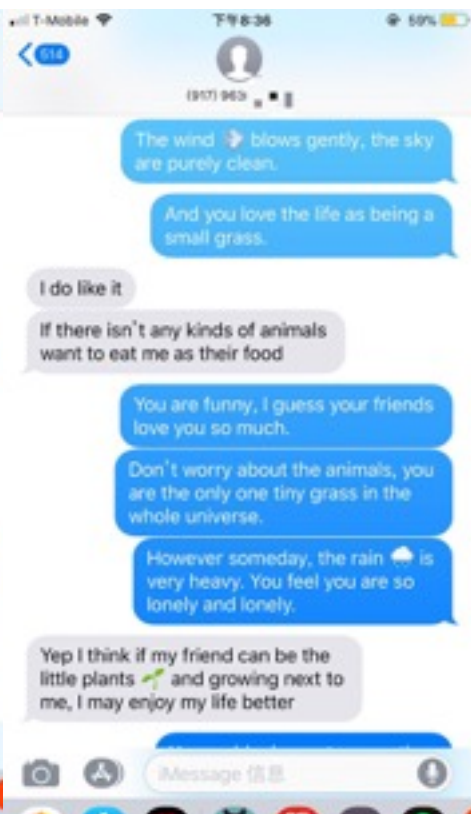 T-Mobile 下午8:36 59%
514
(917) 963
The wind 🌬 blows gently, the sky
are purely clean.
And you love the life as being a
small grass.
I do like it
If there isn't any kinds of animals
want to eat me as their food
You are funny, I guess your friends
love you so much.
Don't worry about the animals, you
are the only one tiny grass in the
whole universe.
However someday, the rain 🌧 is
very heavy. You feel you are so
lonely and lonely.
Yep I think if my friend can be the
little plants 🌱 and growing next to
me, I may enjoy my life better
iMessage 信息